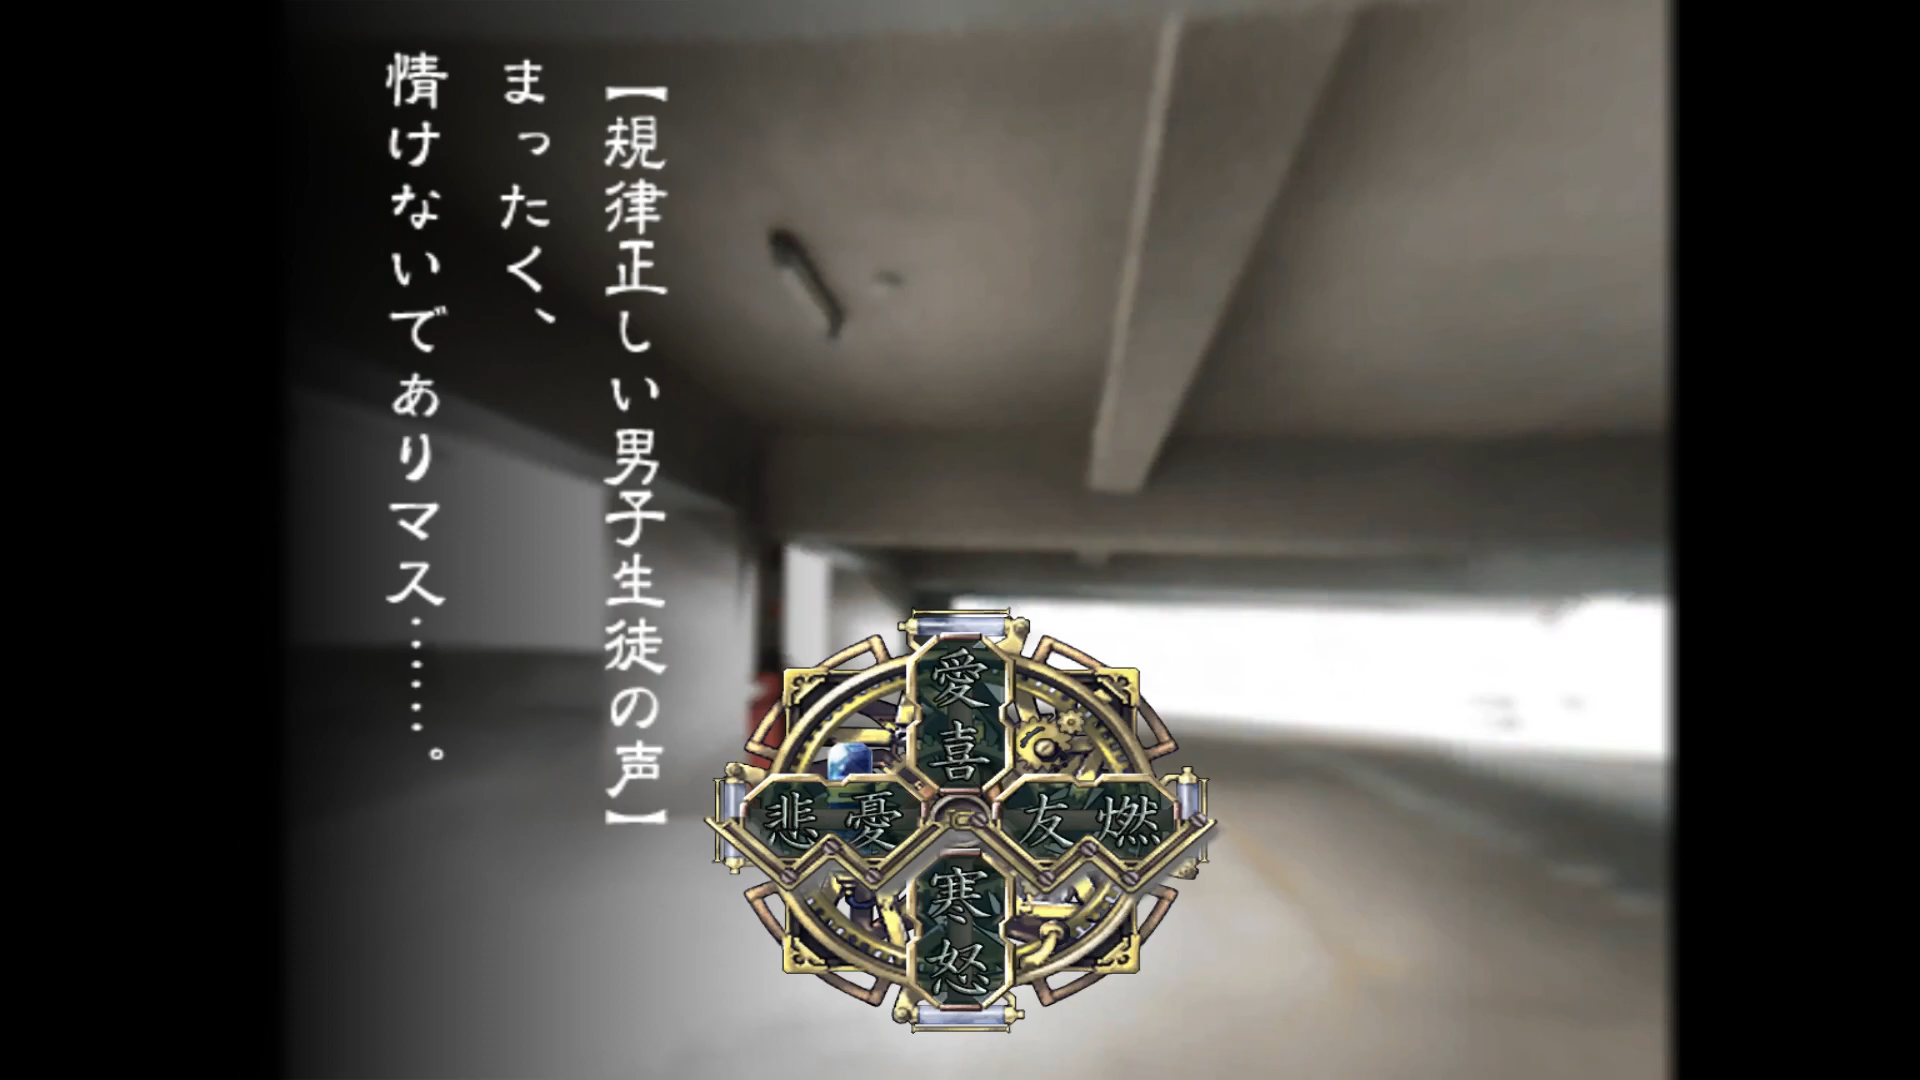 【規律正しい男子生徒の声】
まったく、
情けないでありマス……。
愛
喜
悲 憂
友 燃
寒
怒